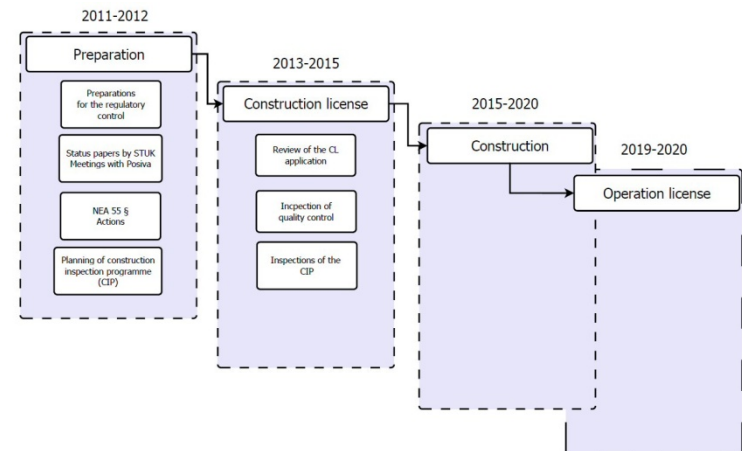 2011-2012
Preparation
Preparations
for the regulatory
control
Status papers by STUK
Meetings with Posiva
NEA 55 §
Actions
Planning of construction
inspection programme
(CIP)
2013-2015
Construction license
Review of the CL
application
Incpection of
quality control
Inspections of the
CIP
2015-2020
Construction
2019-2020
Operation license